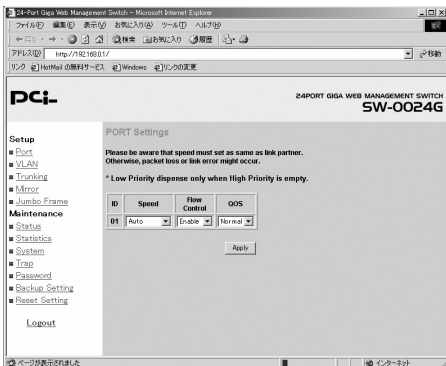 24-Port Giga Web Management Switch - Microsoft Internet Explorer
ファイル(F) 編集(E) 表示(V) お気に入り(A) ツール(T) ヘルプ(H)
戻る 検索 お気に入り 履歴
アドレス(D) http://192.168.0.1/ 移動
リンク HotMail の無料サービス Windows リンクの変更
PCi
24PORT GIGA WEB MANAGEMENT SWITCH
SW-0024G
Setup
Port
VLAN
Trunking
Mirror
Jumbo Frame
Maintenance
Status
Statistics
System
Trap
Password
Backup Setting
Reset Setting
Logout
PORT Settings
Please be aware that speed must set as same as link partner.
Otherwise, packet loss or link error might occur.
* Low Priority dispense only when High Priority is empty.
ID Speed Flow Control QOS
01 Auto Enable Normal
Apply
ページが表示されました インターネット